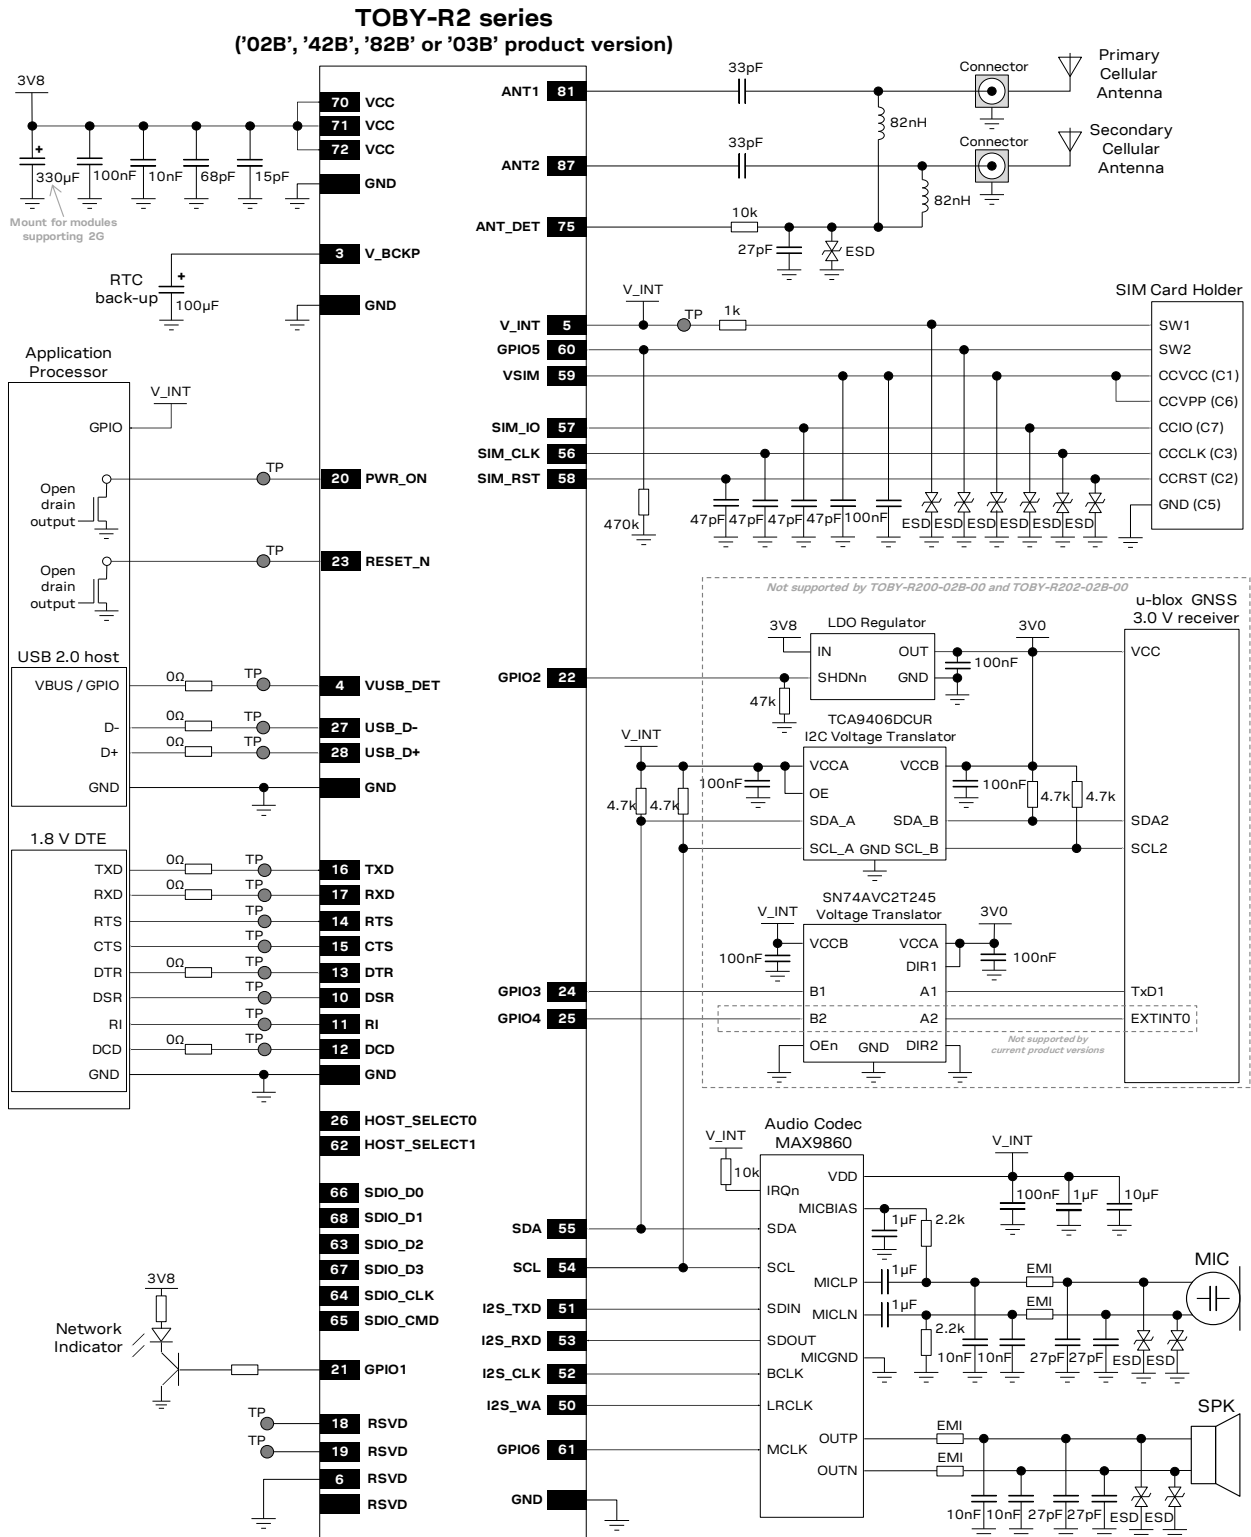 TOBY-R2 series
('02B', '42B', '82B' or '03B' product version)
3V8
330µF
100nF
10nF
68pF
15pF
Mount for modules
supporting 2G
70 VCC
71 VCC
72 VCC
GND
3 V_BCKP
RTC
back-up
100µF
GND
Application
Processor
V_INT
GPIO
Open
drain
output
TP
20 PWR_ON
Open
drain
output
TP
23 RESET_N
USB 2.0 host
VBUS / GPIO
0Ω
TP
4 VUSB_DET
D-
0Ω
TP
27 USB_D-
D+
0Ω
TP
28 USB_D+
GND
GND
1.8 V DTE
TXD
0Ω
TP
16 TXD
RXD
0Ω
TP
17 RXD
RTS
TP
14 RTS
CTS
TP
15 CTS
DTR
0Ω
TP
13 DTR
DSR
TP
10 DSR
RI
TP
11 RI
DCD
0Ω
TP
12 DCD
GND
GND
26 HOST_SELECT0
62 HOST_SELECT1
66 SDIO_D0
68 SDIO_D1
63 SDIO_D2
67 SDIO_D3
64 SDIO_CLK
65 SDIO_CMD
3V8
Network
Indicator
21 GPIO1
TP
18 RSVD
TP
19 RSVD
6 RSVD
RSVD
ANT1 81
33pF
Connector
Primary
Cellular
Antenna
82nH
ANT2 87
33pF
Connector
Secondary
Cellular
Antenna
82nH
ANT_DET 75
10k
27pF
ESD
V_INT
TP
1k
SIM Card Holder
V_INT 5
SW1
GPIO5 60
SW2
VSIM 59
CCVCC (C1)
CCVPP (C6)
SIM_IO 57
CCIO (C7)
SIM_CLK 56
CCCLK (C3)
SIM_RST 58
CCRST (C2)
GND (C5)
470k
47pF
47pF
47pF
47pF
100nF
ESD
ESD
ESD
ESD
ESD
ESD
Not supported by TOBY-R200-02B-00 and TOBY-R202-02B-00
u-blox GNSS
3.0 V receiver
3V8
LDO Regulator
3V0
IN
OUT
100nF
VCC
GPIO2 22
SHDNn
GND
47k
TCA9406DCUR
I2C Voltage Translator
V_INT
VCCA
VCCB
100nF
100nF
OE
4.7k
4.7k
4.7k
4.7k
SDA_A
SDA_B
SDA2
SCL_A
GND
SCL_B
SCL2
SN74AVC2T245
Voltage Translator
V_INT
3V0
VCCB
VCCA
100nF
100nF
DIR1
GPIO3 24
B1
A1
TxD1
GPIO4 25
B2
A2
EXTINT0
Not supported by
current product versions
OEn
GND
DIR2
Audio Codec
MAX9860
V_INT
10k
IRQn
VDD
V_INT
100nF
1µF
10µF
MICBIAS
1µF
2.2k
SDA 55
SDA
SCL 54
SCL
MICLP
1µF
EMI
MIC
I2S_TXD 51
SDIN
MICLN
1µF
EMI
2.2k
I2S_RXD 53
SDOUT
MICGND
10nF
10nF
27pF
27pF
ESD
ESD
I2S_CLK 52
BCLK
I2S_WA 50
LRCLK
SPK
GPIO6 61
MCLK
OUTP
EMI
OUTN
EMI
GND
10nF
10nF
27pF
27pF
ESD
ESD